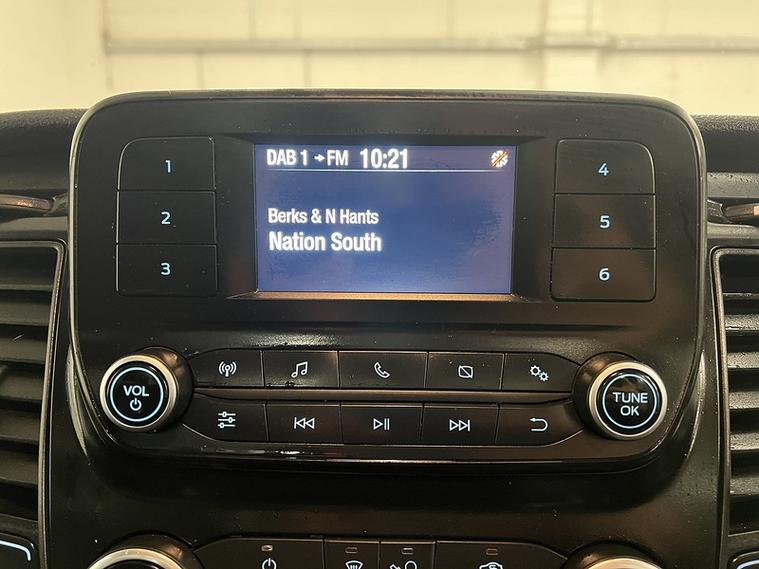 DAB 1 → FM 10:21
Berks & N Hants
Nation South
1
2
3
4
5
6
VOL
TUNE
OK